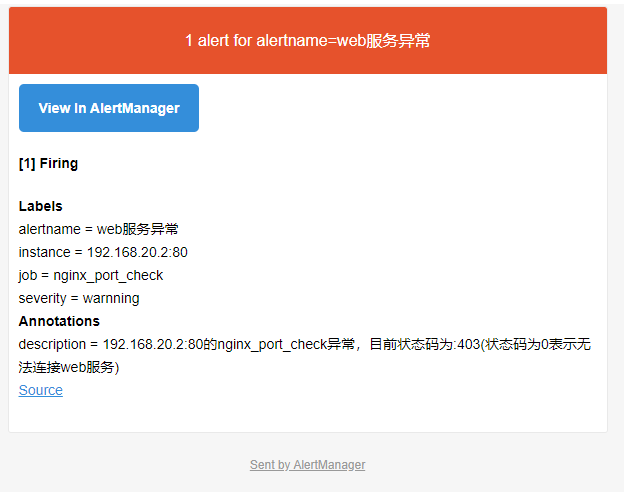 1 alert for alertname=web服务异常
View In AlertManager
[1] Firing
Labels
alertname = web服务异常
instance = 192.168.20.2:80
job = nginx_port_check
severity = warnning
Annotations
description = 192.168.20.2:80的nginx_port_check异常，目前状态码为:403(状态码为0表示无
法连接web服务)
Source
Sent by AlertManager